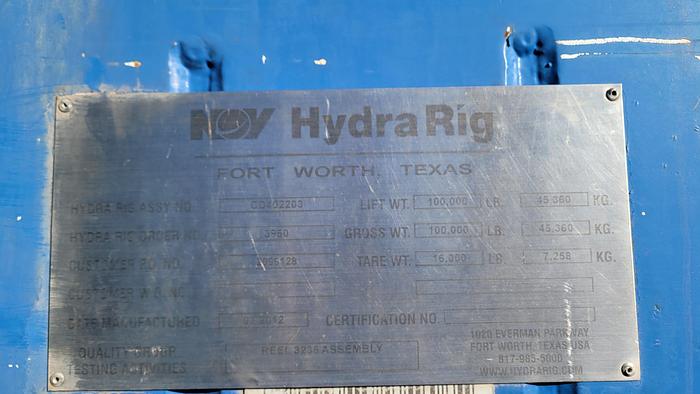 NOV HydraRig
FORT WORTH, TEXAS
HYDRA RIG ASSY NO. LIFT WT. 100,000 LB. 45,360 KG.
HYDRA RIG ORDER NO. GROSS WT. 100,000 LB. 45,360 KG.
CUSTOMER P.O. NO. TARE WT. 16,000 LB. 7,258 KG.
CUSTOMER W.O. NO.
DATE MANUFACTURED CERTIFICATION NO.
QUALITY GROUP REEL ASSEMBLY
TESTING ACTIVITIES
1020 EVERMAN PARKWAY
FORT WORTH, TEXAS USA
817-985-5000
WWW.HYDRARIG.COM